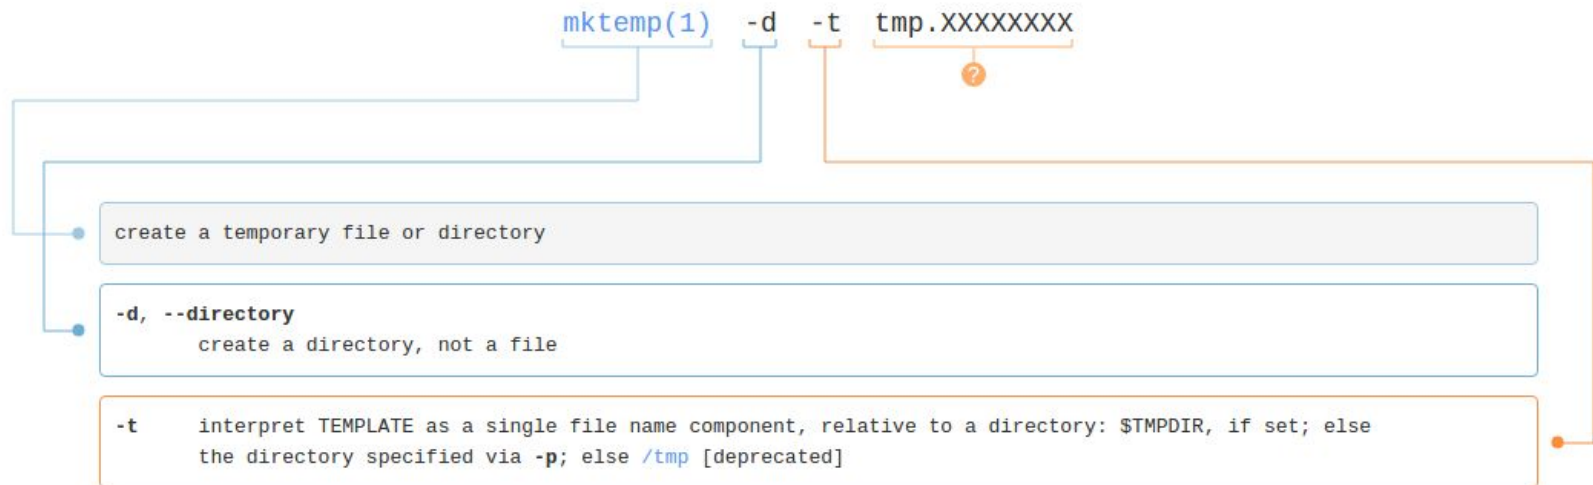 mktemp(1) -d -t tmp.XXXXXXXX
?
create a temporary file or directory
-d, --directory
create a directory, not a file
-t interpret TEMPLATE as a single file name component, relative to a directory: $TMPDIR, if set; else
the directory specified via -p; else /tmp [deprecated]